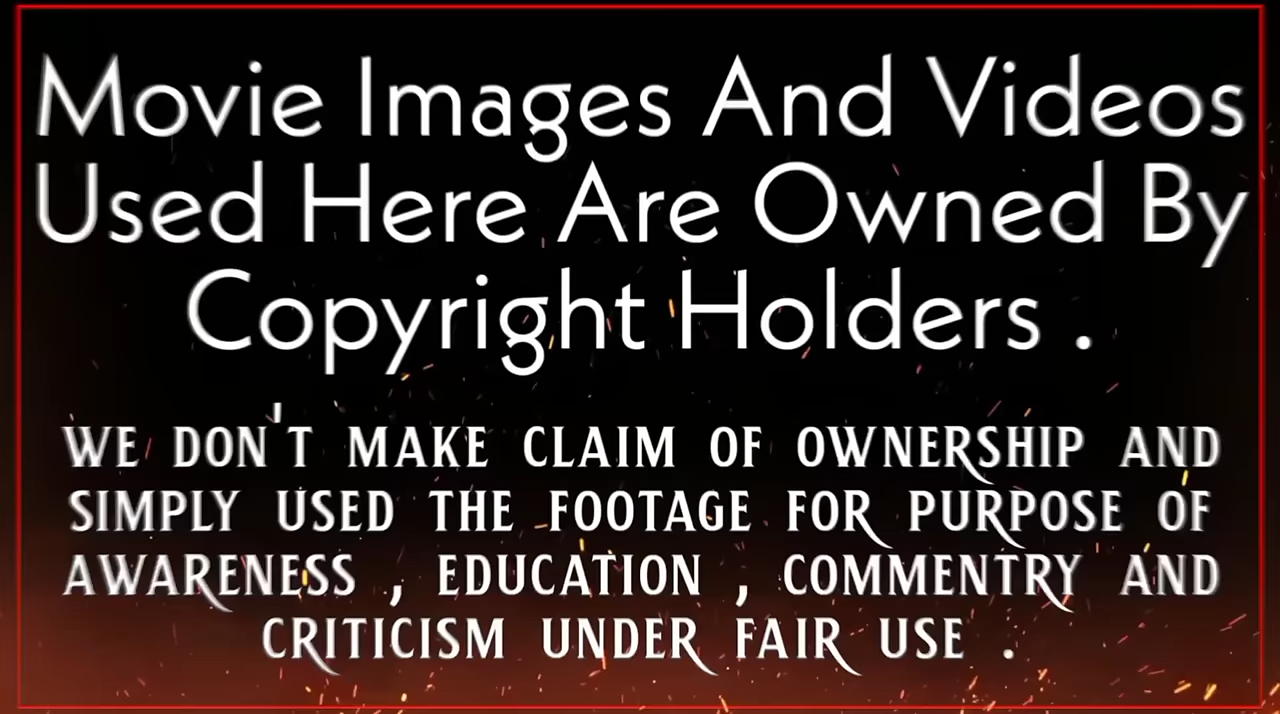 Movie Images And Videos
Used Here Are Owned By
Copyright Holders .
WE DON'T MAKE CLAIM OF OWNERSHIP AND
SIMPLY USED THE FOOTAGE FOR PURPOSE OF
AWARENESS , EDUCATION , COMMENTRY AND
CRITICISM UNDER FAIR USE .